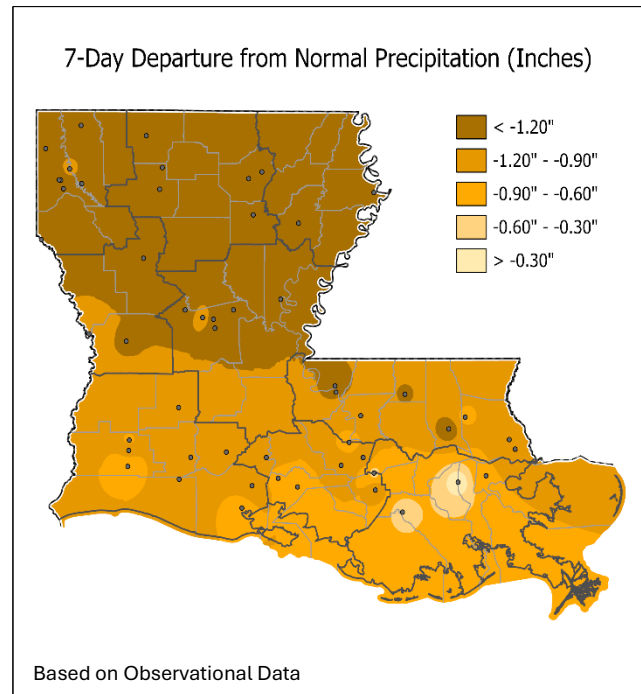 7-Day Departure from Normal Precipitation (Inches)
< -1.20"
-1.20" - -0.90"
-0.90" - -0.60"
-0.60" - -0.30"
> -0.30"
Based on Observational Data